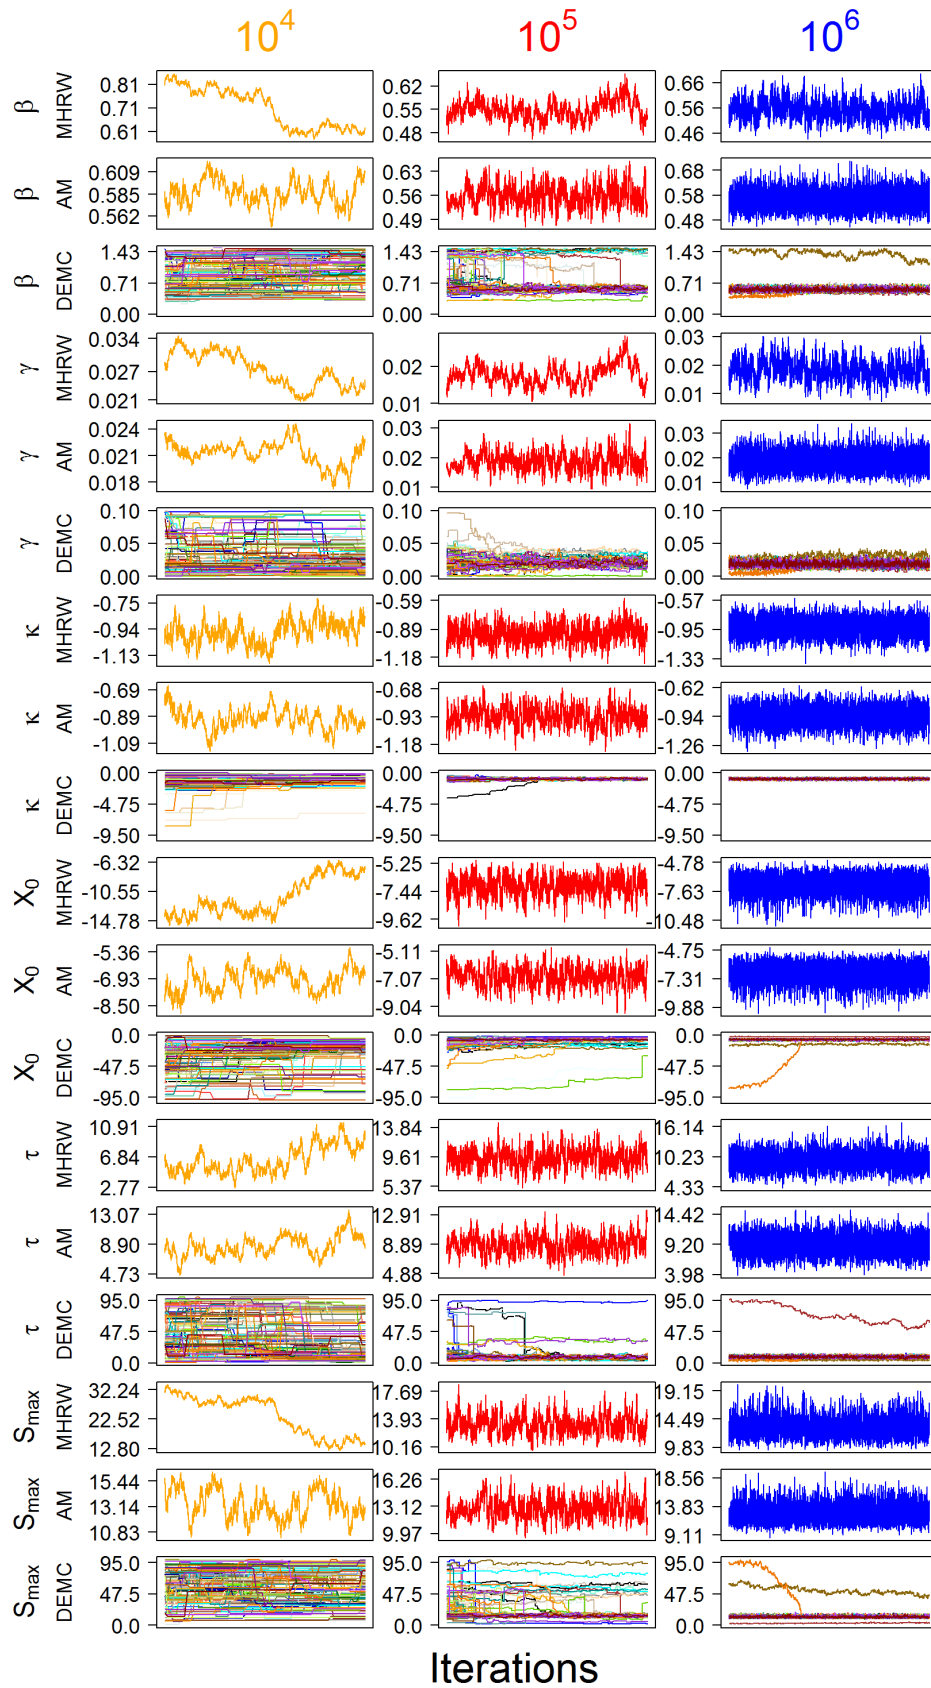 10^4 10^5 10^6
β MHRW 0.81 0.71 0.61 0.62 0.55 0.48 0.66 0.56 0.46
β AM 0.609 0.585 0.562 0.63 0.56 0.49 0.68 0.58 0.48
β DEMC 1.43 0.71 0.00 1.43 0.71 0.00 1.43 0.71 0.00
γ MHRW 0.034 0.027 0.021 0.02 0.01 0.03 0.02 0.01
γ AM 0.024 0.021 0.018 0.03 0.02 0.01 0.03 0.02 0.01
γ DEMC 0.10 0.05 0.00 0.10 0.05 0.00 0.10 0.05 0.00
κ MHRW -0.75 -0.94 -1.13 -0.59 -0.89 -1.18 -0.57 -0.95 -1.33
κ AM -0.69 -0.89 -1.09 -0.68 -0.93 -1.18 -0.62 -0.94 -1.26
κ DEMC 0.00 -4.75 -9.50 0.00 -4.75 -9.50 0.00 -4.75 -9.50
X₀ MHRW -6.32 -10.55 -14.78 -5.25 -7.44 -9.62 -4.78 -7.63 -10.48
X₀ AM -5.36 -6.93 -8.50 -5.11 -7.07 -9.04 -4.75 -7.31 -9.88
X₀ DEMC 0.0 -47.5 -95.0 0.0 -47.5 -95.0 0.0 -47.5 -95.0
τ MHRW 10.91 6.84 2.77 13.84 9.61 5.37 16.14 10.23 4.33
τ AM 13.07 8.90 4.73 12.91 8.89 4.88 14.42 9.20 3.98
τ DEMC 95.0 47.5 0.0 95.0 47.5 0.0 95.0 47.5 0.0
S_max MHRW 32.24 22.52 12.80 17.69 13.93 10.16 19.15 14.49 9.83
S_max AM 15.44 13.14 10.83 16.26 13.12 9.97 18.56 13.83 9.11
S_max DEMC 95.0 47.5 0.0 95.0 47.5 0.0 95.0 47.5 0.0
Iterations